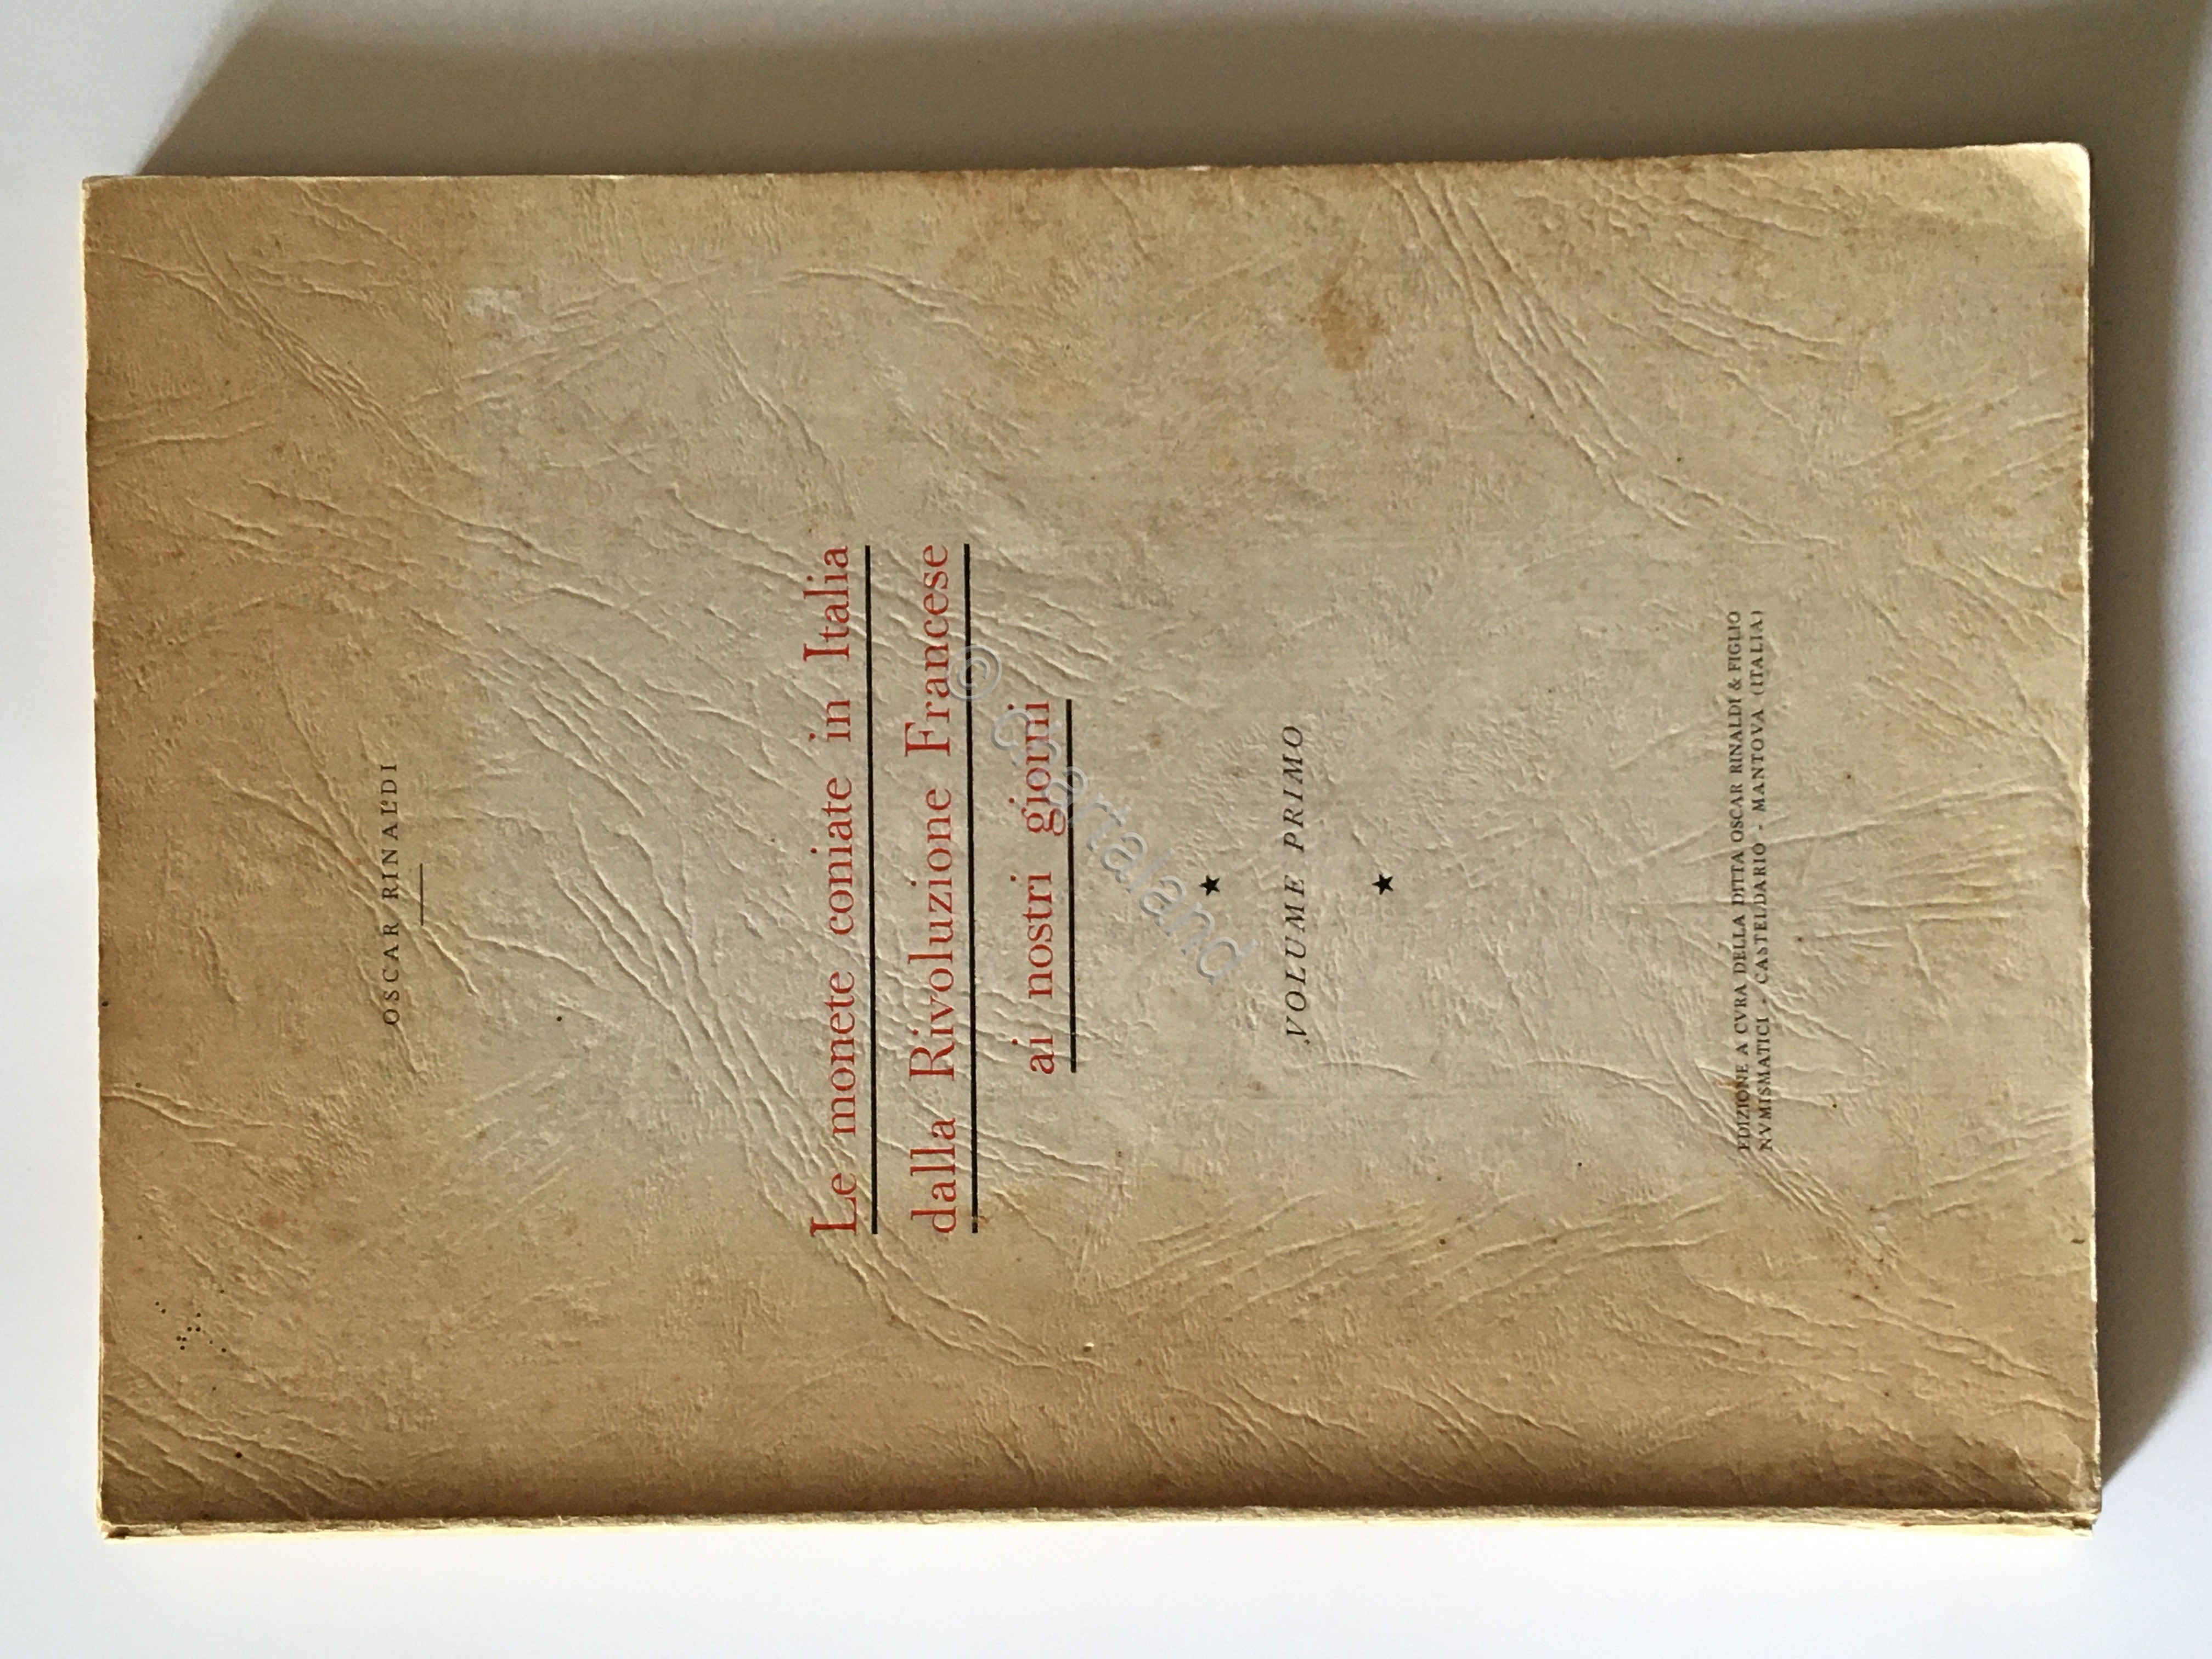 OSCAR RINALDI
Le monete coniate in Italia
dalla Rivoluzione Francese
ai nostri giorni
★
VOLUME PRIMO
★
EDIZIONE A CVRA DELLA DITTA OSCAR RINALDI & FIGLIO
NVMISMATICI - CASTELDARIO - MANTOVA (ITALIA)
© chartaland